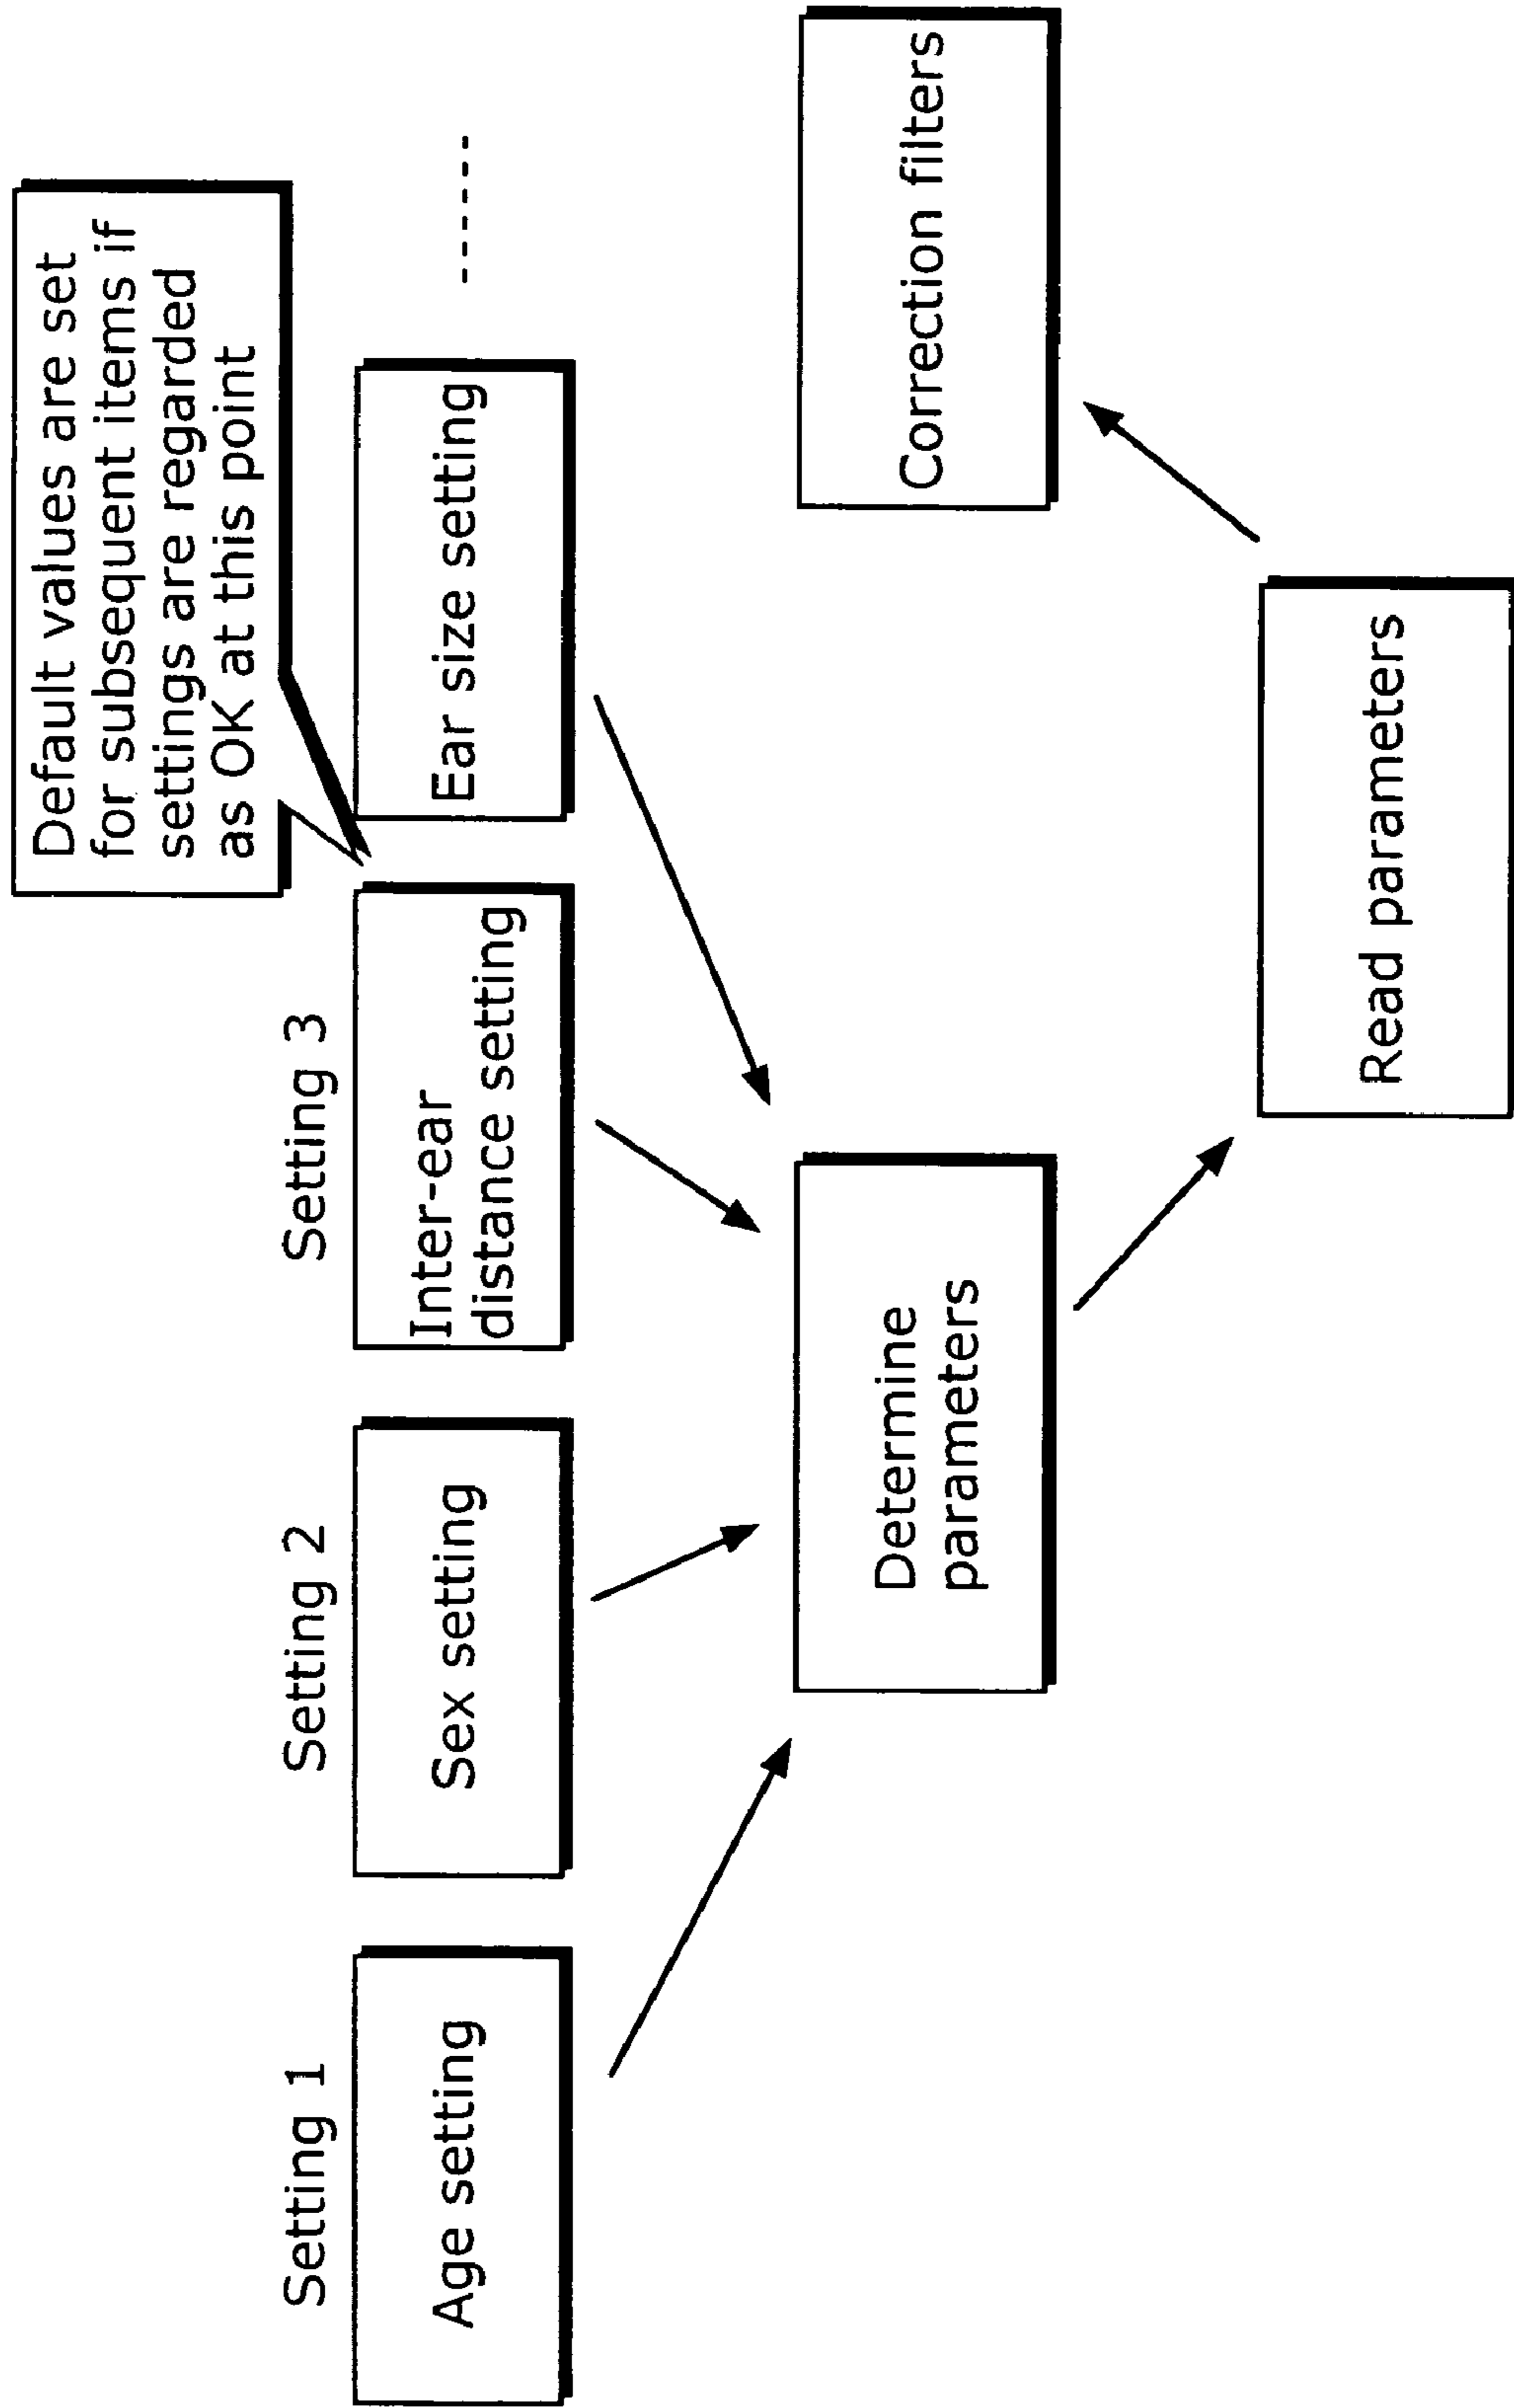 Default values are set
for subsequent items if
settings are regarded
as OK at this point
Setting 1
Setting 2
Setting 3
Age setting
Sex setting
Inter-ear
distance setting
Ear size setting
Determine
parameters
Correction filters
Read parameters